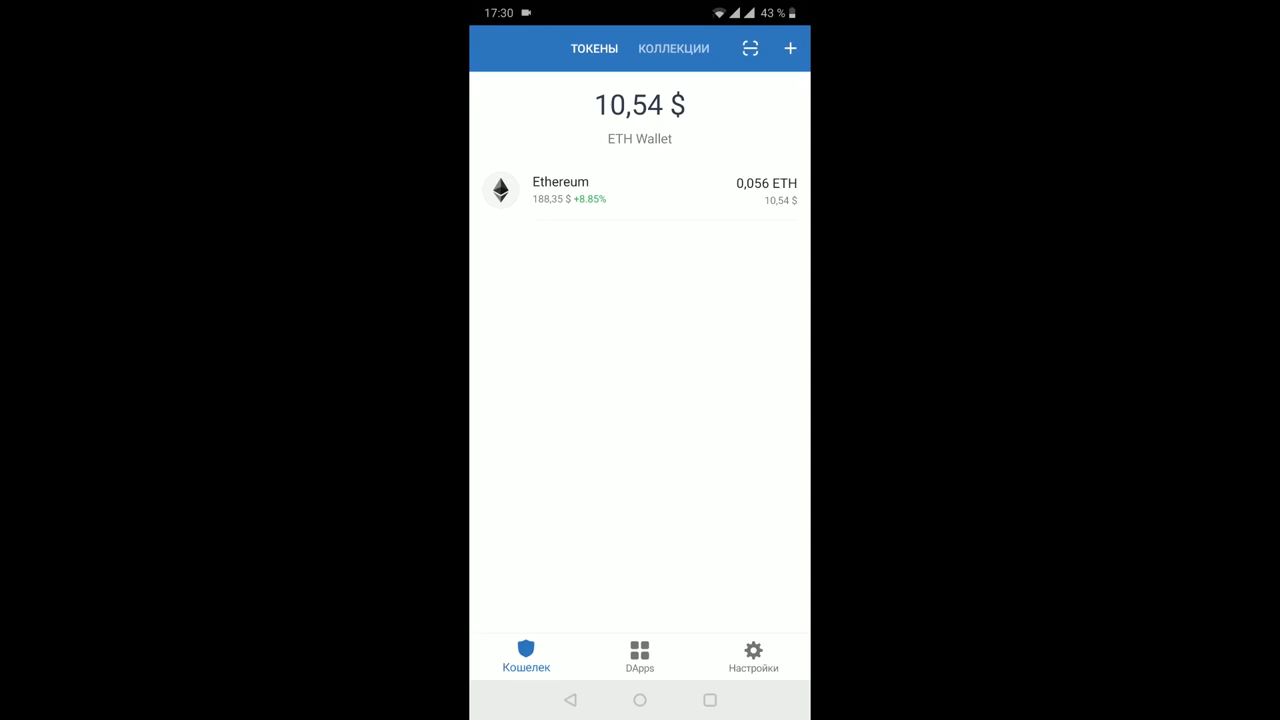 17:30
43 %
ТОКЕНЫ КОЛЛЕКЦИИ
10,54 $
ETH Wallet
Ethereum
0,056 ETH
188,35 $ +8.85%
10,54 $
Кошелек
DApps
Настройки